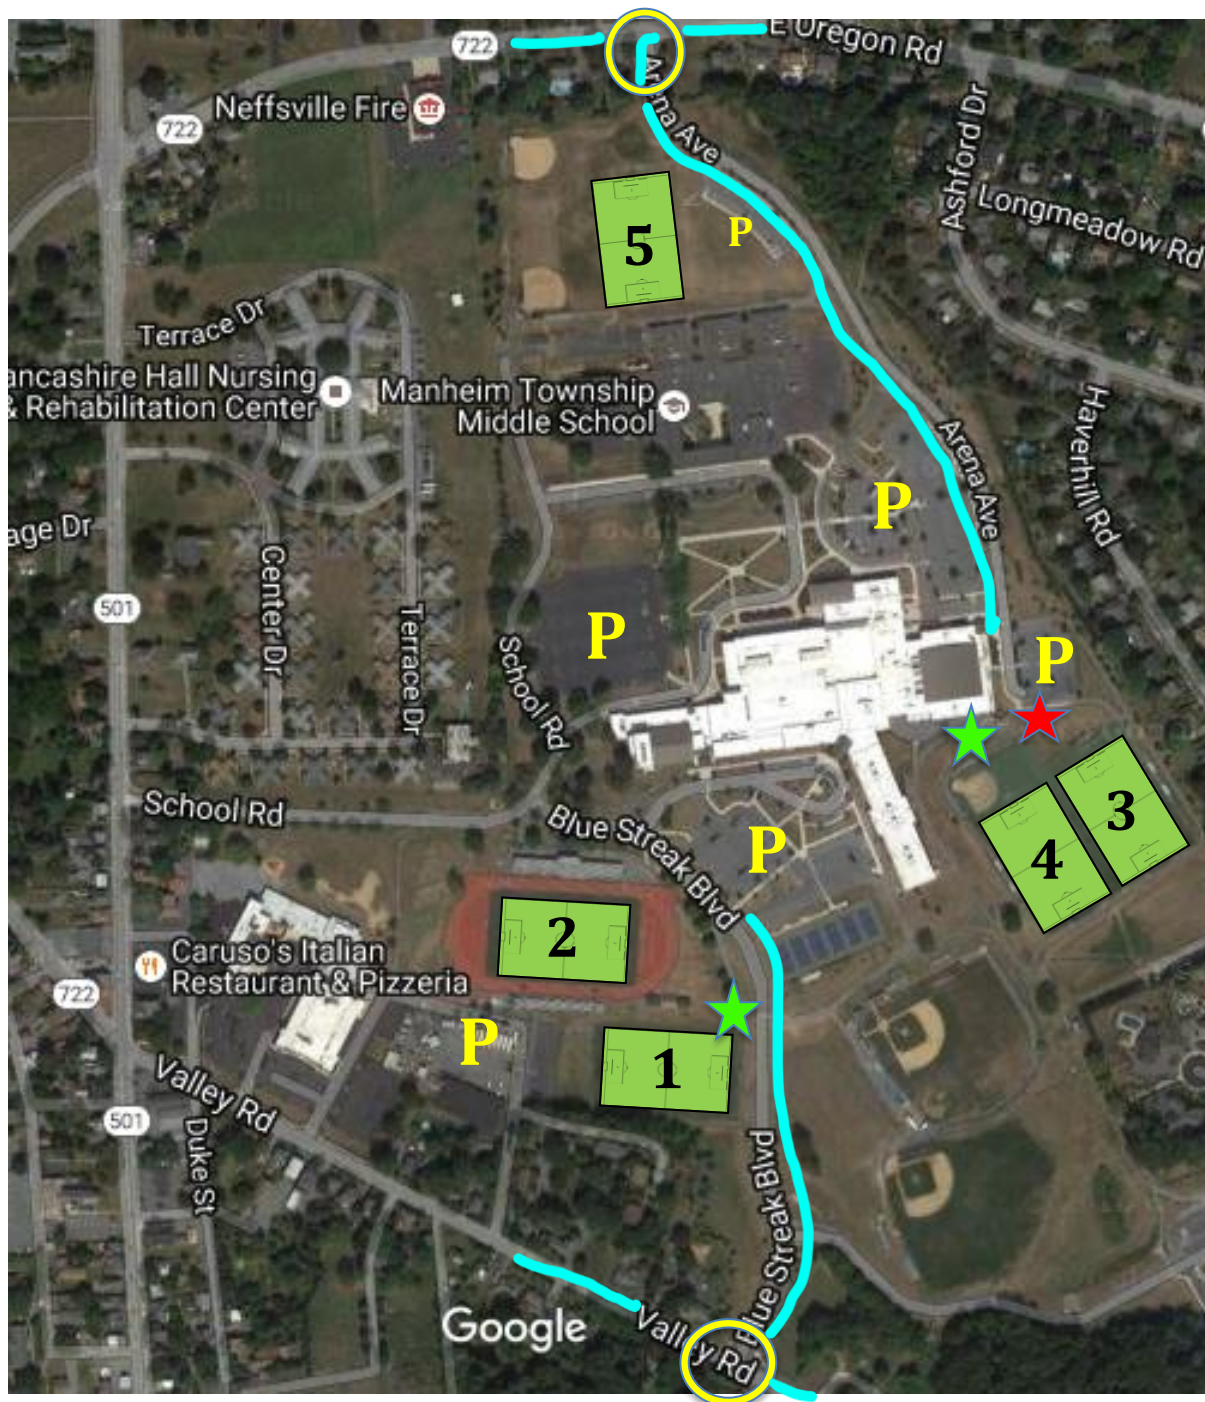 722
E Oregon Rd
Neffsville Fire
722
Arena Ave
Ashford Dr
Longmeadow Rd
P
5
Terrace Dr
ancashire Hall Nursing
& Rehabilitation Center
Manheim Township
Middle School
Haverhill Rd
Arena Ave
P
age Dr
Center Dr
501
Terrace Dr
P
School Rd
P
School Rd
Blue Streak Blvd
P
3
4
2
Caruso's Italian
Restaurant & Pizzeria
722
P
1
Valley Rd
501
Duke St
Blue Streak Blvd
Google
Valley Rd